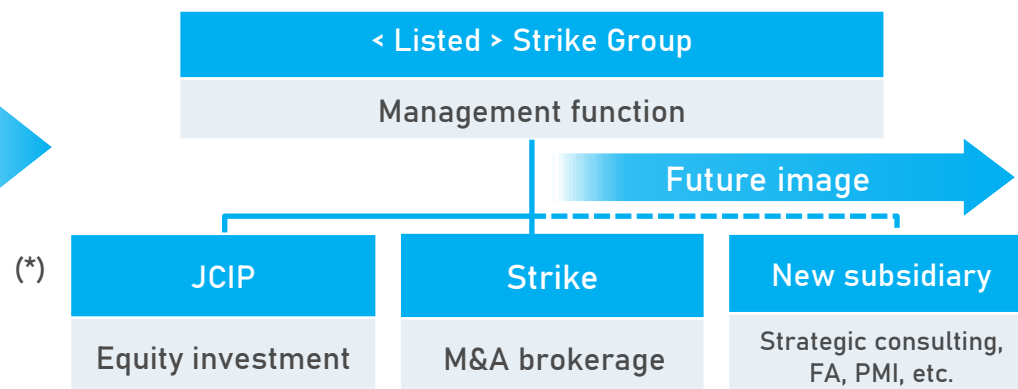 < Listed > Strike Group
Management function
Future image
(*)
JCIP
Strike
New subsidiary
Equity investment
M&A brokerage
Strategic consulting,
FA, PMI, etc.